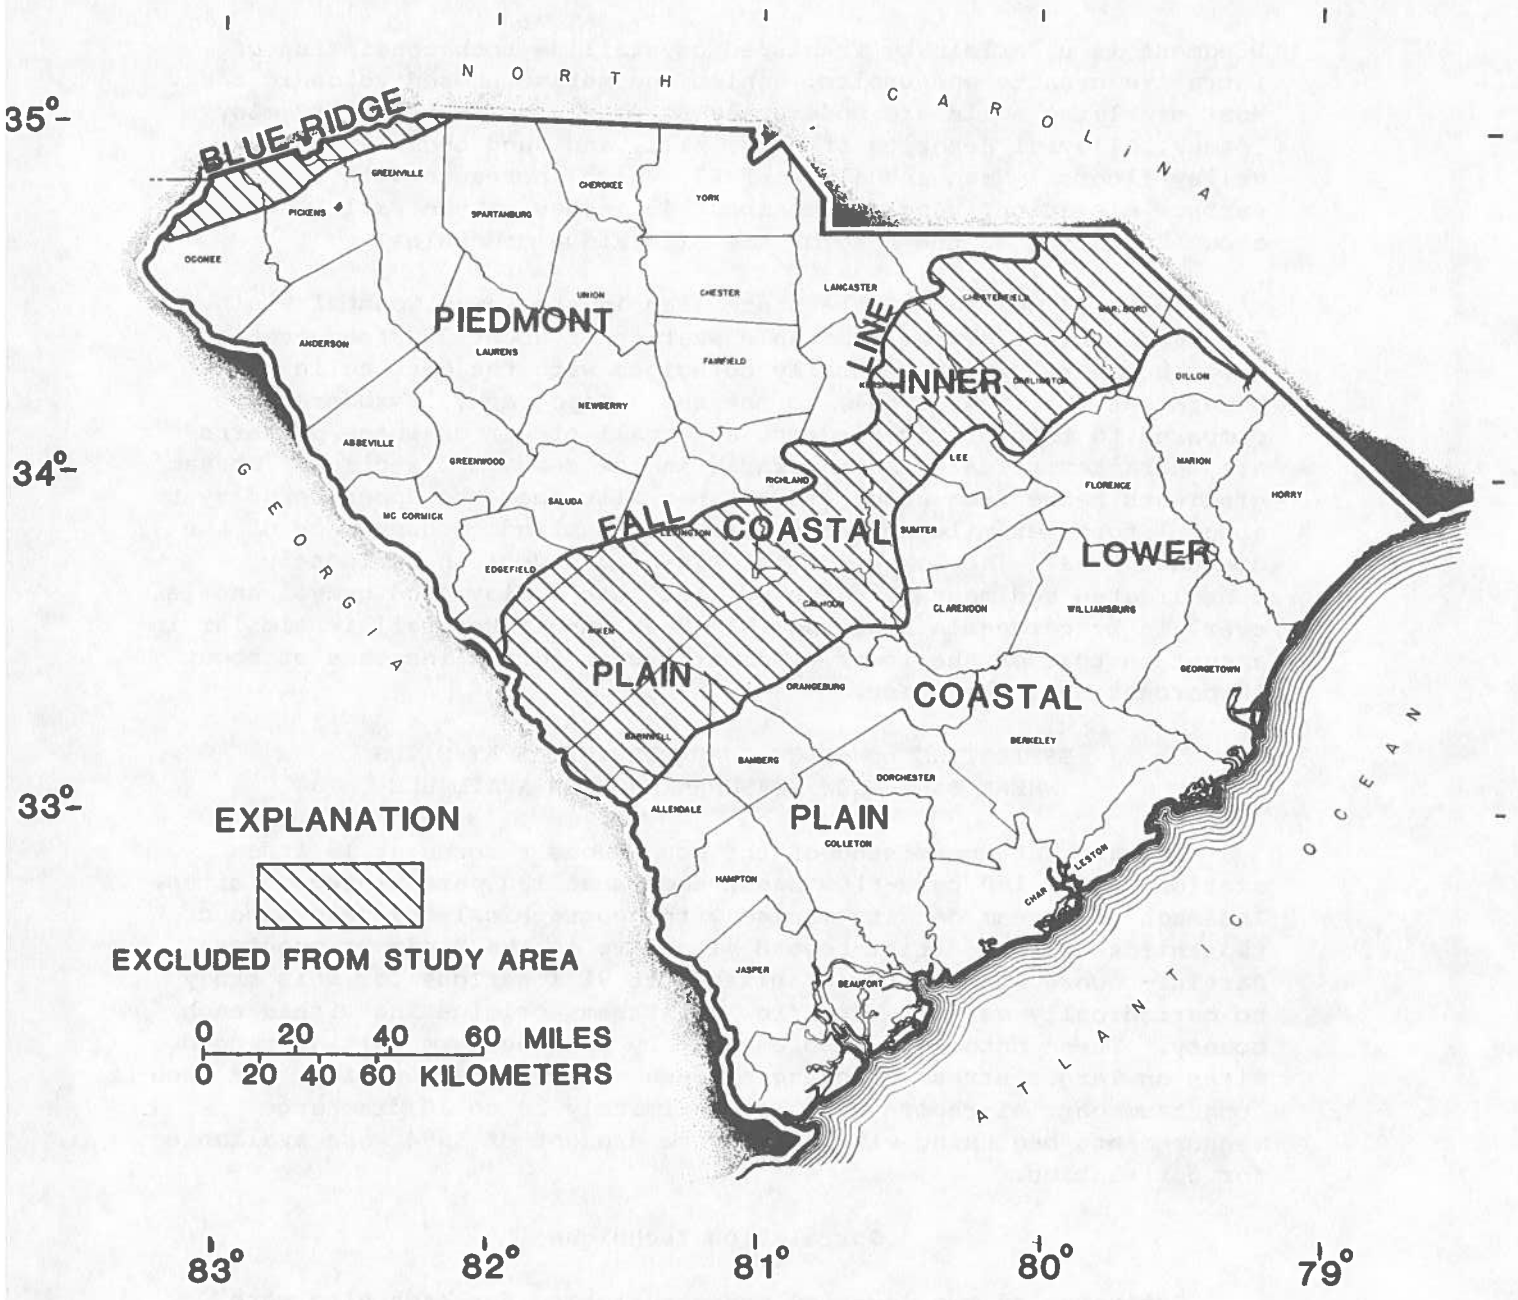 NORTH CAROLINA
35°
BLUE RIDGE
GREENVILLE
CHEROKEE
PICKENS
SPARTANBURG
YORK
OCONEE
UNION
CHESTER
LANCASTER
CHESTERFIELD
MARLBORO
PIEDMONT
ANDERSON
LAURENS
FAIRFIELD
LINE
KERSHAW
INNER
DARLINGTON
DILLON
NEWBERRY
ABBEVILLE
GREENWOOD
LEE
MARION
34°
RICHLAND
FLORENCE
HORRY
SALUDA
MC CORMICK
FALL
LEXINGTON
COASTAL
SUMTER
LOWER
GEORGIA
EDGEFIELD
CALHOUN
CLARENDON
WILLIAMSBURG
AIKEN
PLAIN
ORANGEBURG
COASTAL
GEORGETOWN
BARNWELL
BERKELEY
BAMBERG
DORCHESTER
33°
ALLENDALE
EXPLANATION
PLAIN
COLLETON
HAMPTON
CHARLESTON
EXCLUDED FROM STUDY AREA
JASPER
BEAUFORT
ATLANTIC OCEAN
0 20 40 60 MILES
0 20 40 60 KILOMETERS
83° 82° 81° 80° 79°